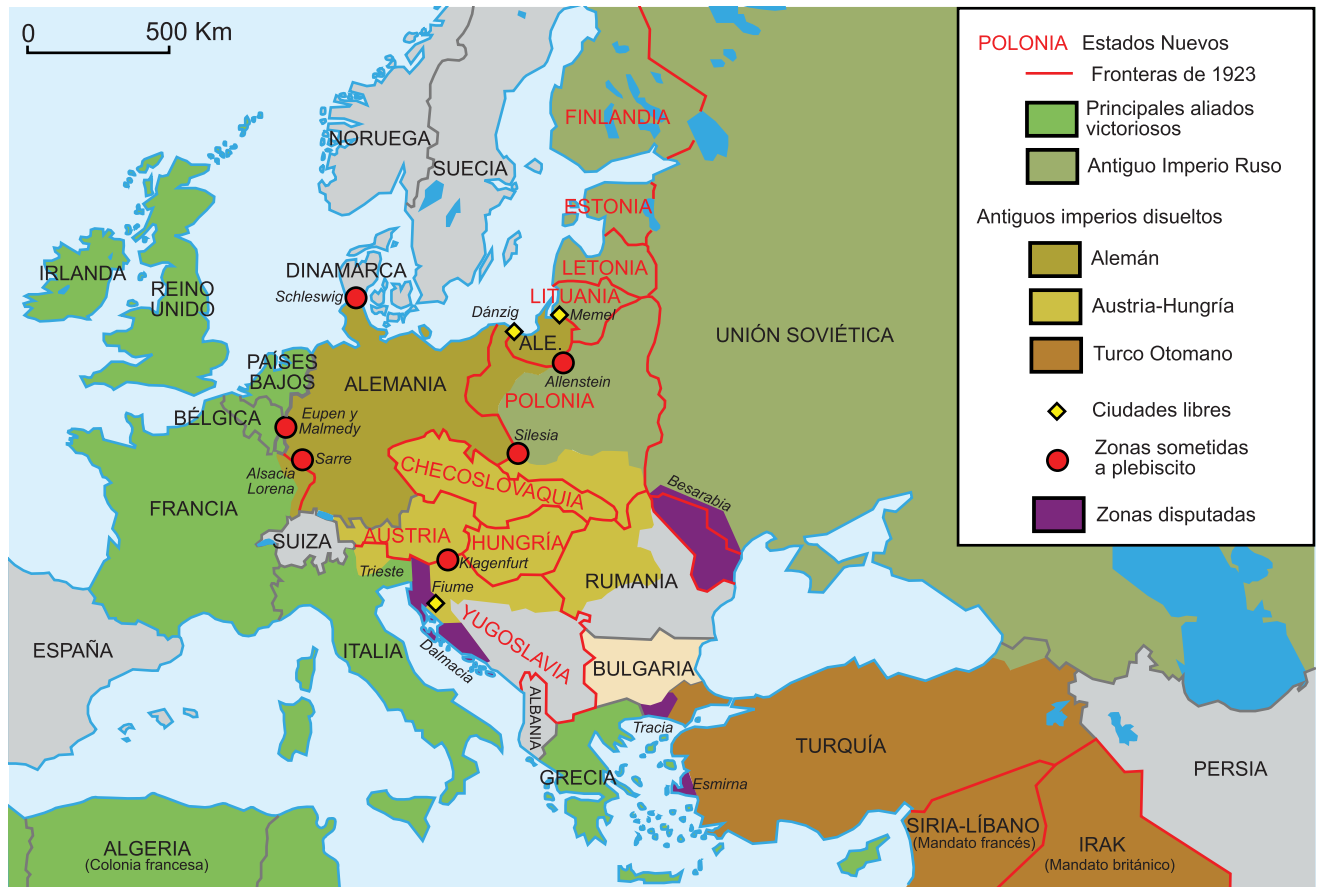 0
500 Km
POLONIA Estados Nuevos
Fronteras de 1923
Principales aliados
victoriosos
Antiguo Imperio Ruso
Antiguos imperios disueltos
Alemán
Austria-Hungría
Turco Otomano
Ciudades libres
Zonas sometidas
a plebiscito
Zonas disputadas
FINLANDIA
NORUEGA
SUECIA
ESTONIA
LETONIA
LITUANIA
DINAMARCA
Schleswig
IRLANDA
REINO
UNIDO
Dánzig
Memel
ALE.
Allenstein
UNIÓN SOVIÉTICA
PAÍSES
BAJOS
ALEMANIA
POLONIA
BÉLGICA
Eupen y
Malmedy
Silesia
Sarre
Alsacia
Lorena
CHECOSLOVAQUIA
Besarabia
FRANCIA
SUIZA
AUSTRIA
HUNGRÍA
Klagenfurt
Trieste
Fiume
RUMANIA
YUGOSLAVIA
Dalmacia
ESPAÑA
ITALIA
BULGARIA
ALBANIA
Tracia
TURQUÍA
PERSIA
GRECIA
Esmirna
SIRIA-LÍBANO
(Mandato francés)
IRAK
(Mandato británico)
ALGERIA
(Colonia francesa)